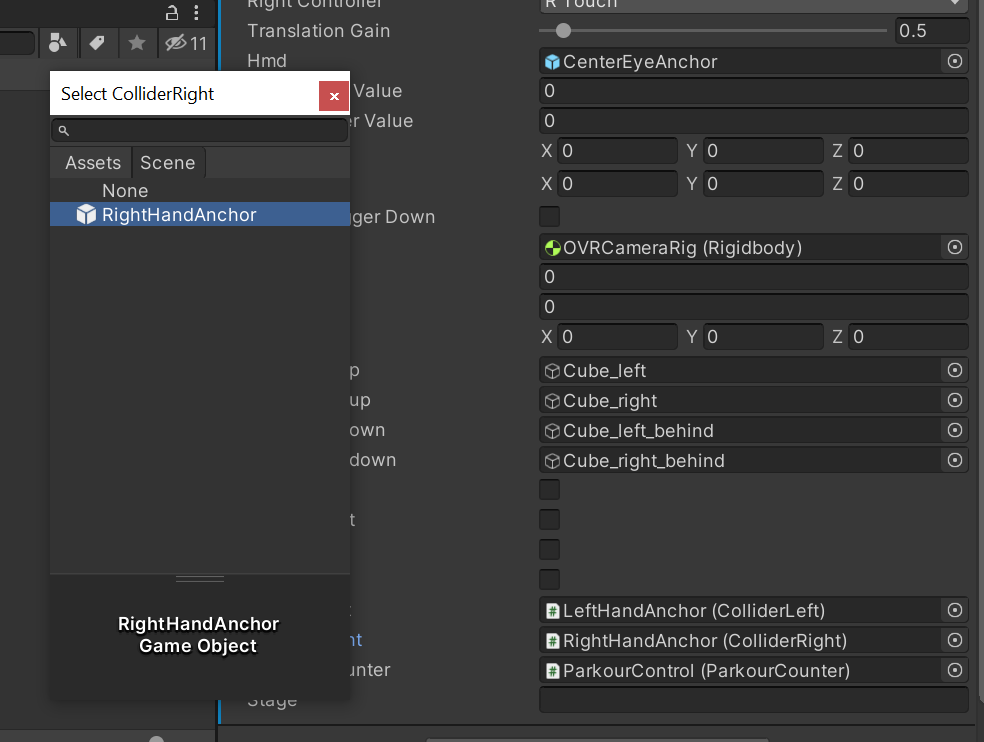 Right Controller
R Touch
Translation Gain
0.5
11
Hmd
CenterEyeAnchor
Select ColliderRight
Value
0
r Value
0
Assets
Scene
X 0 Y 0 Z 0
None
X 0 Y 0 Z 0
RightHandAnchor
gger Down
OVRCameraRig (Rigidbody)
0
0
X 0 Y 0 Z 0
p
Cube_left
up
Cube_right
own
Cube_left_behind
down
Cube_right_behind
t
RightHandAnchor
Game Object
LeftHandAnchor (ColliderLeft)
nt
RightHandAnchor (ColliderRight)
unter
ParkourControl (ParkourCounter)
Stage